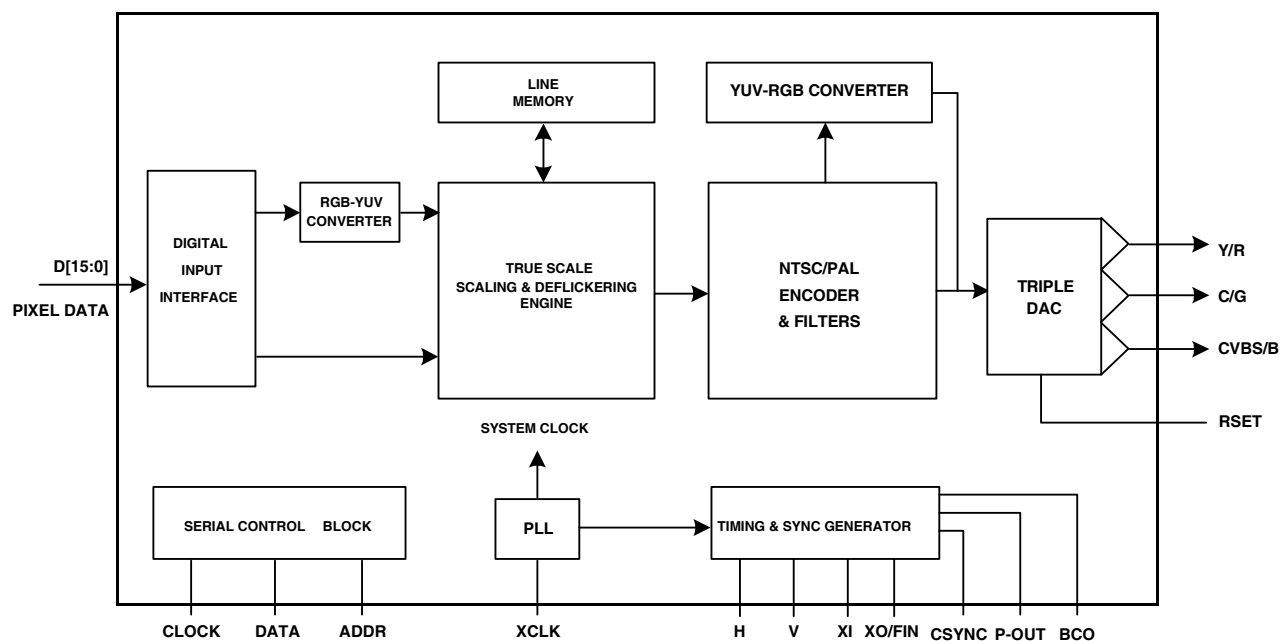 LINE
MEMORY
YUV-RGB CONVERTER
RGB-YUV
CONVERTER
DIGITAL
INPUT
INTERFACE
D[15:0]
PIXEL DATA
TRUE SCALE
SCALING & DEFLICKERING
ENGINE
NTSC/PAL
ENCODER
& FILTERS
TRIPLE
DAC
Y/R
C/G
CVBS/B
RSET
SYSTEM CLOCK
SERIAL CONTROL BLOCK
PLL
TIMING & SYNC GENERATOR
CLOCK
DATA
ADDR
XCLK
H
V
XI
XO/FIN
CSYNC
P-OUT
BCO